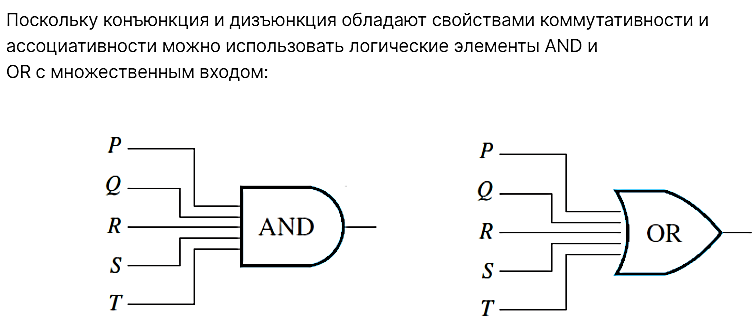 Поскольку конъюнкция и дизъюнкция обладают свойствами коммутативности и
ассоциативности можно использовать логические элементы AND и
OR с множественным входом:
P
Q
R
S
T
AND
P
Q
R
S
T
OR